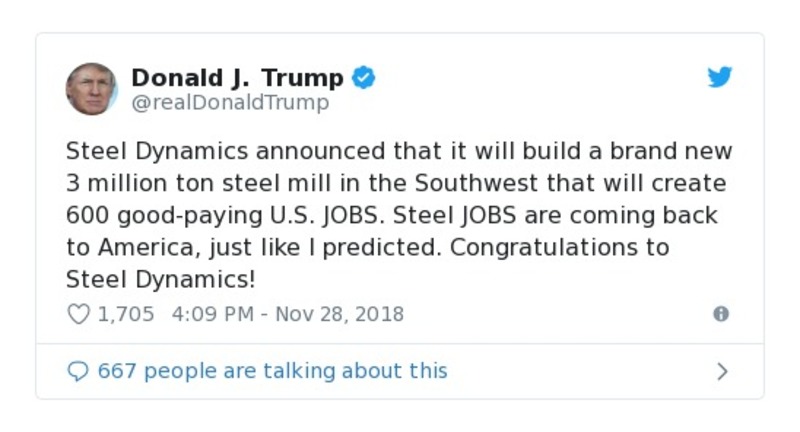 Donald J. Trump
@realDonaldTrump
Steel Dynamics announced that it will build a brand new
3 million ton steel mill in the Southwest that will create
600 good-paying U.S. JOBS. Steel JOBS are coming back
to America, just like I predicted. Congratulations to
Steel Dynamics!
1,705 4:09 PM - Nov 28, 2018
667 people are talking about this